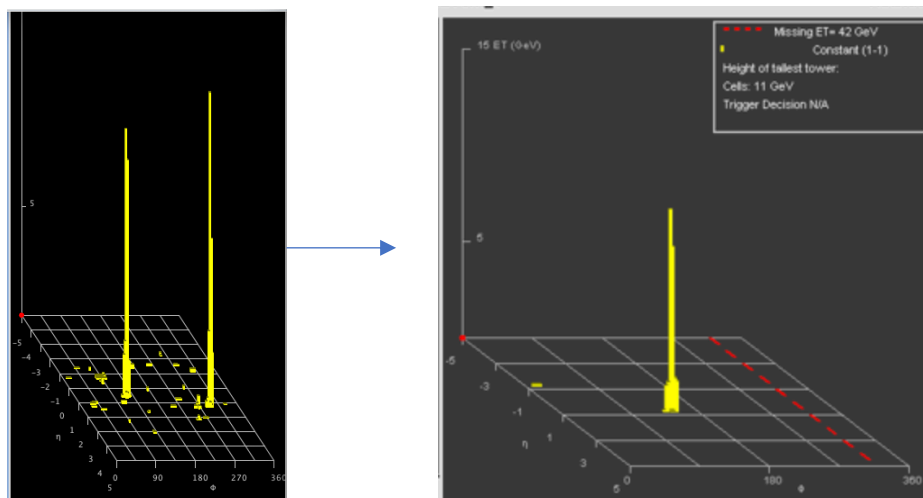 5
-5
-4
-3
-2
-1
0
η
1
2
3
4
5
0
90
180
270
360
Φ
15 ET (GeV)
5
Missing ET= 42 GeV
Constant (1-1)
Height of tallest tower:
Cells: 11 GeV
Trigger Decision N/A
-5
-3
-1
η
1
3
5
0
180
Φ
360